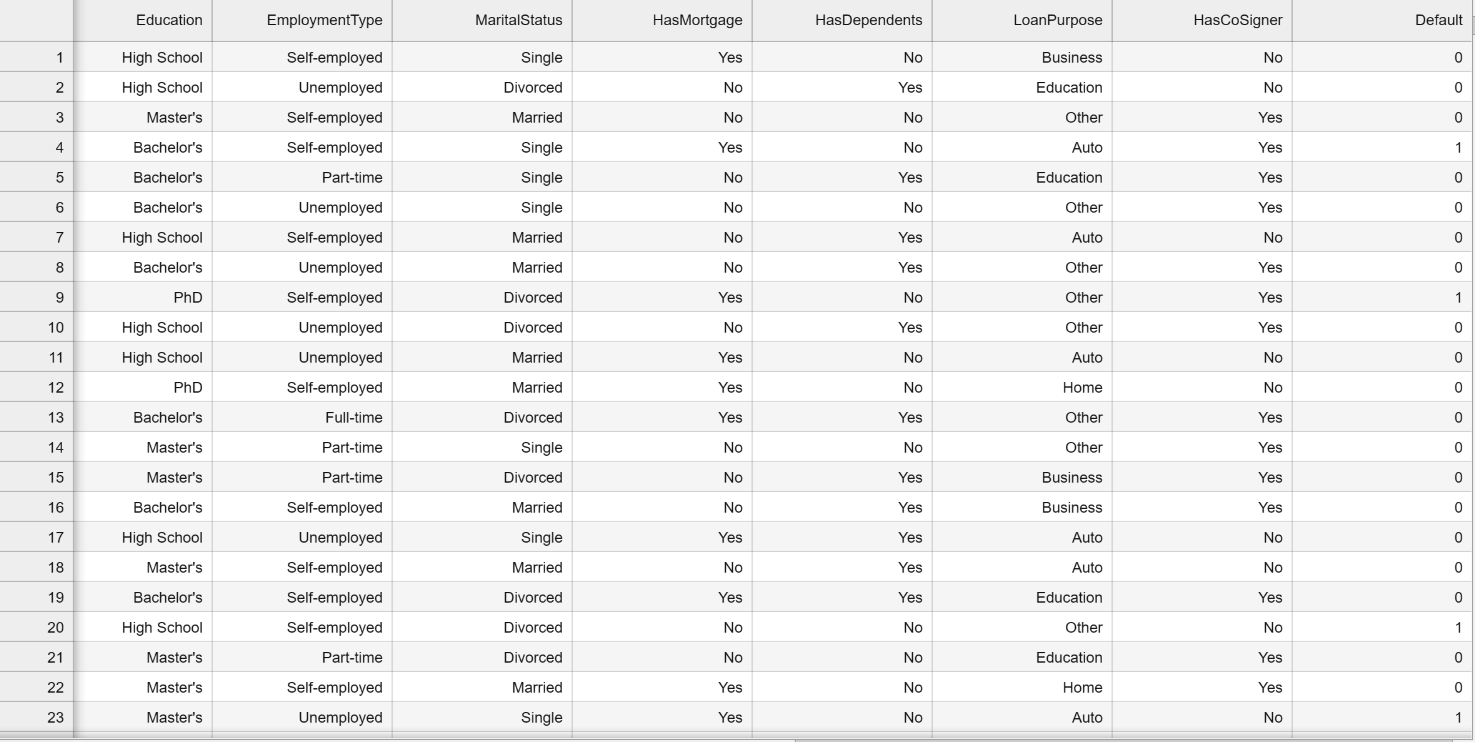 Education EmploymentType MaritalStatus HasMortgage HasDependents LoanPurpose HasCoSigner Default
1 High School Self-employed Single Yes No Business No 0
2 High School Unemployed Divorced No Yes Education No 0
3 Master's Self-employed Married No No Other Yes 0
4 Bachelor's Self-employed Single Yes No Auto Yes 1
5 Bachelor's Part-time Single No Yes Education Yes 0
6 Bachelor's Unemployed Single No No Other Yes 0
7 High School Self-employed Married No Yes Auto No 0
8 Bachelor's Unemployed Married No Yes Other Yes 0
9 PhD Self-employed Divorced Yes No Other Yes 1
10 High School Unemployed Divorced No Yes Other Yes 0
11 High School Unemployed Married Yes No Auto No 0
12 PhD Self-employed Married Yes No Home No 0
13 Bachelor's Full-time Divorced Yes Yes Other Yes 0
14 Master's Part-time Single No No Other Yes 0
15 Master's Part-time Divorced No Yes Business Yes 0
16 Bachelor's Self-employed Married No Yes Business Yes 0
17 High School Unemployed Single Yes Yes Auto No 0
18 Master's Self-employed Married No Yes Auto No 0
19 Bachelor's Self-employed Divorced Yes Yes Education Yes 0
20 High School Self-employed Divorced No No Other No 1
21 Master's Part-time Divorced No No Education Yes 0
22 Master's Self-employed Married Yes No Home Yes 0
23 Master's Unemployed Single Yes No Auto No 1